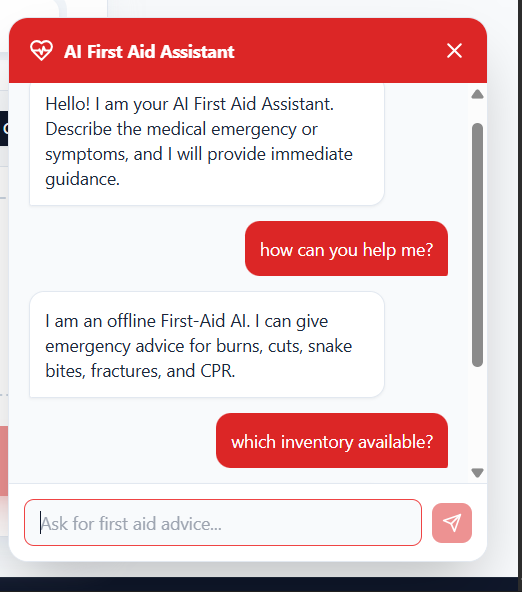 AI First Aid Assistant
Hello! I am your AI First Aid Assistant.
Describe the medical emergency or
symptoms, and I will provide immediate
guidance.
how can you help me?
I am an offline First-Aid AI. I can give
emergency advice for burns, cuts, snake
bites, fractures, and CPR.
which inventory available?
Ask for first aid advice...